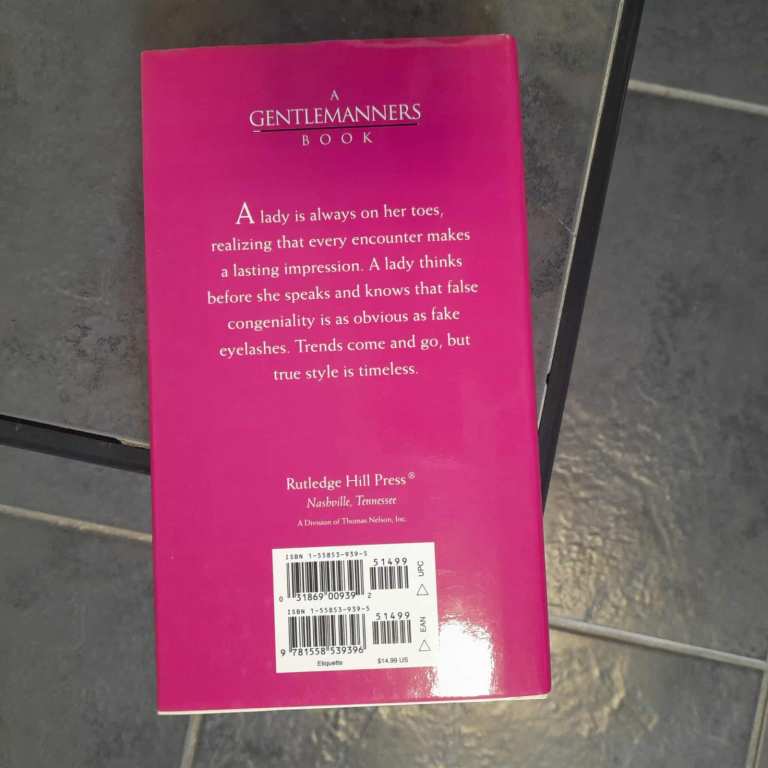 A
GENTLEMANNERS
BOOK
A lady is always on her toes,
realizing that every encounter makes
a lasting impression. A lady thinks
before she speaks and knows that false
congeniality is as obvious as fake
eyelashes. Trends come and go, but
true style is timeless.
Rutledge Hill Press®
Nashville, Tennessee
A Division of Thomas Nelson, Inc.
ISBN 1-55853-939-5
51499
UPC
0 31869 00939 2
ISBN 1-55853-939-5
51499
EAN
9 781558 539396
Etiquette $14.99 US